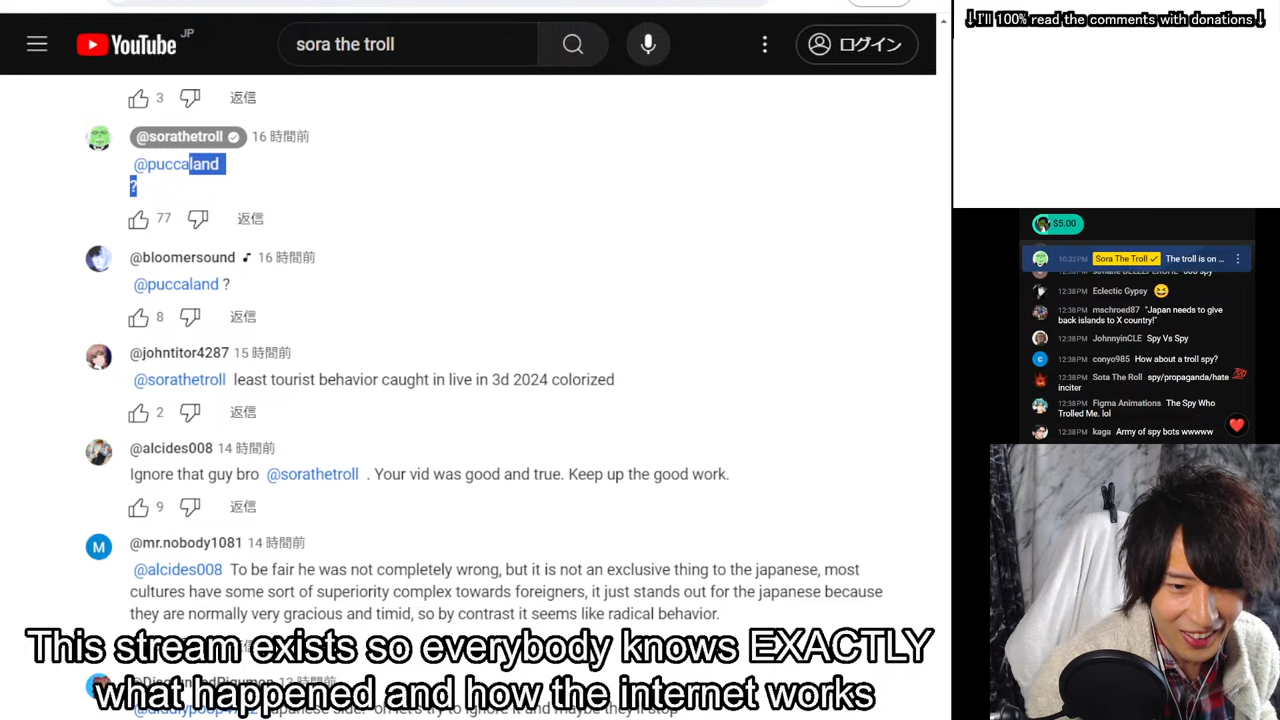 YouTube JP
sora the troll
ログイン
3 返信
@sorathetroll 16 時間前
@puccaland
?
77 返信
@bloomersound 16 時間前
@puccaland ?
8 返信
@johntitor4287 15 時間前
@sorathetroll least tourist behavior caught in live in 3d 2024 colorized
2 返信
@alcides008 14 時間前
Ignore that guy bro @sorathetroll . Your vid was good and true. Keep up the good work.
9 返信
M
@mr.nobody1081 14 時間前
@alcides008 To be fair he was not completely wrong, but it is not an exclusive thing to the japanese, most
cultures have some sort of superiority complex towards foreigners, it just stands out for the japanese because
they are normally very gracious and timid, so by contrast it seems like radical behavior.
This stream exists so everybody knows EXACTLY
what happened and how the internet works
↓I'll 100% read the comments with donations↓
$5.00
10:32PM Sora The Troll The troll is on ...
12:38PM Eclectic Gypsy
12:38PM mschroed87 "Japan needs to give
back islands to X country!"
12:38PM JohnnyinCLE Spy Vs Spy
C 12:38PM conyo985 How about a troll spy?
12:38PM Sota The Roll spy/propaganda/hate
inciter 100
12:38PM Figma Animations The Spy Who
Trolled Me. lol
12:38PM kaga Army of spy bots wwwww